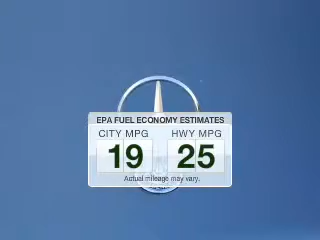 EPA FUEL ECONOMY ESTIMATES
CITY MPG HWY MPG
19 25
Actual mileage may vary.